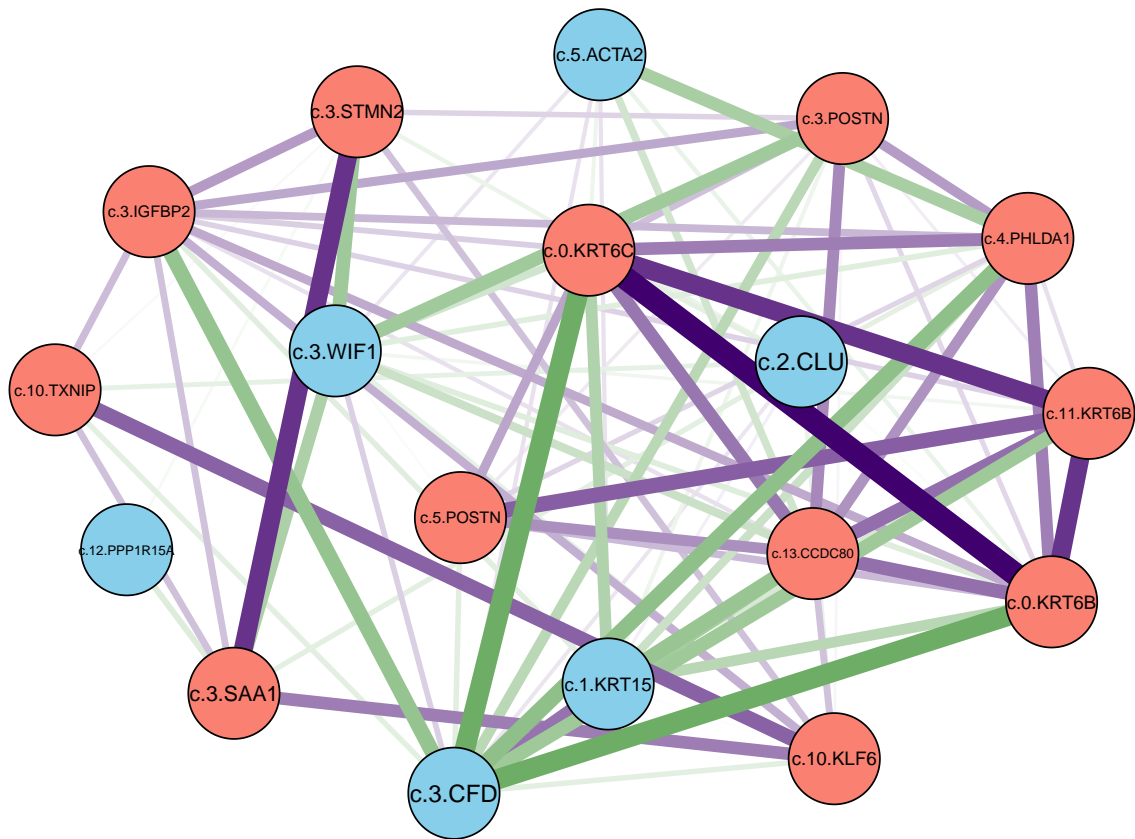 c.5.ACTA2
c.3.STMN2
c.3.POSTN
c.3.IGFBP2
c.0.KRT6C
c.4.PHLDA1
c.3.WIF1
c.2.CLU
c.10.TXNIP
c.11.KRT6B
c.5.POSTN
c.12.PPP1R15A
c.13.CCDC80
c.0.KRT6B
c.1.KRT15
c.3.SAA1
c.10.KLF6
c.3.CFD